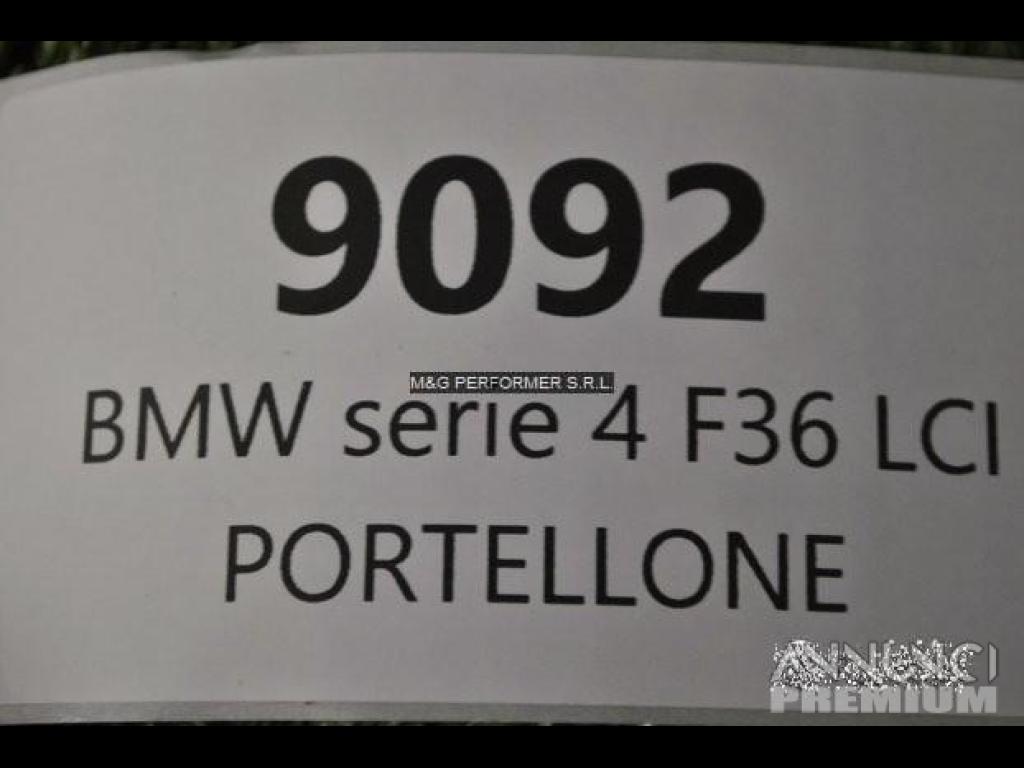 9092
M&G PERFORMER S.R.L.
BMW serie 4 F36 LCI
PORTELLONE
ANNUNCI
PREMIUM